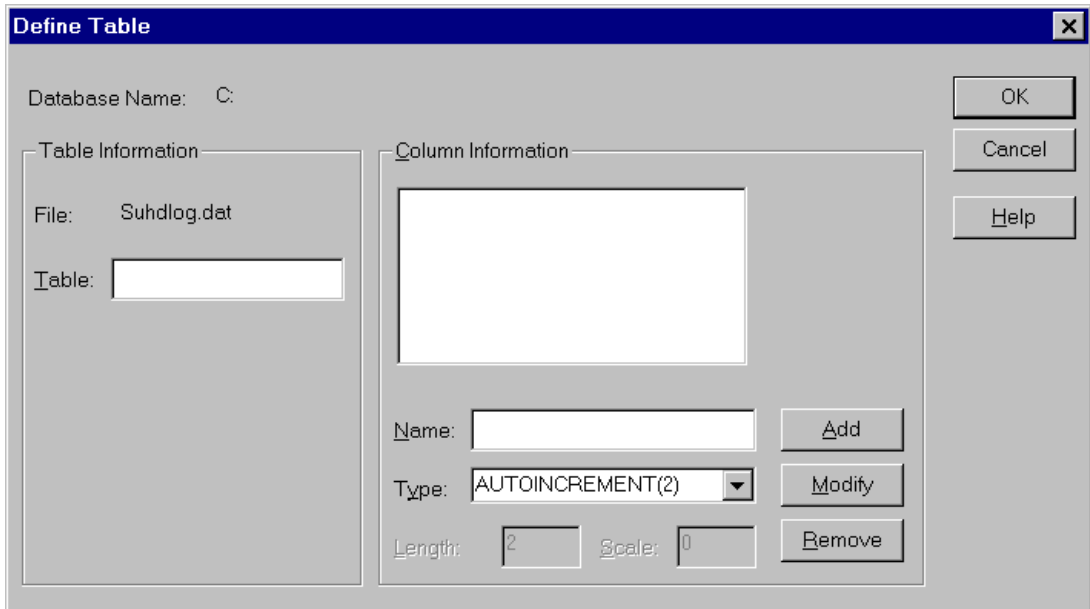 Define Table
Database Name: C:
OK
Cancel
Help
Table Information
File: Suhdlog.dat
Table:
Column Information
Name:
Add
Type: AUTOINCREMENT(2)
Modify
Length: 2 Scale: 0
Remove